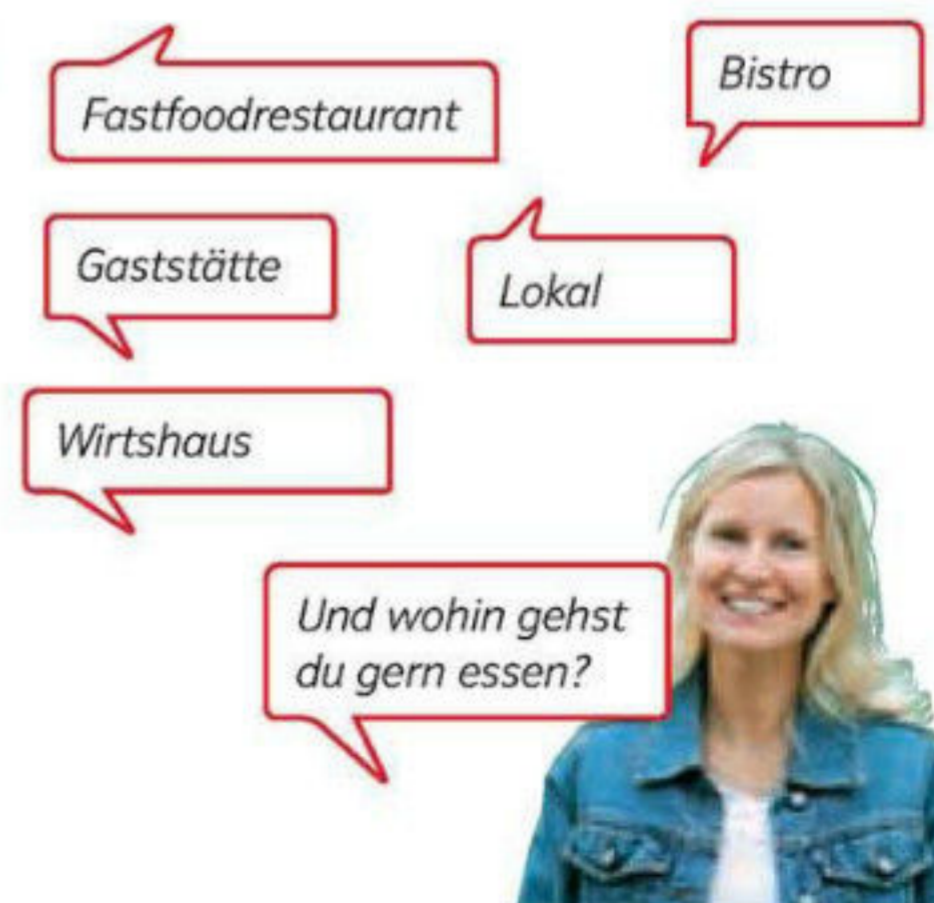 Fastfoodrestaurant
Bistro
Gaststätte
Lokal
Wirtshaus
Und wohin gehst
du gern essen?